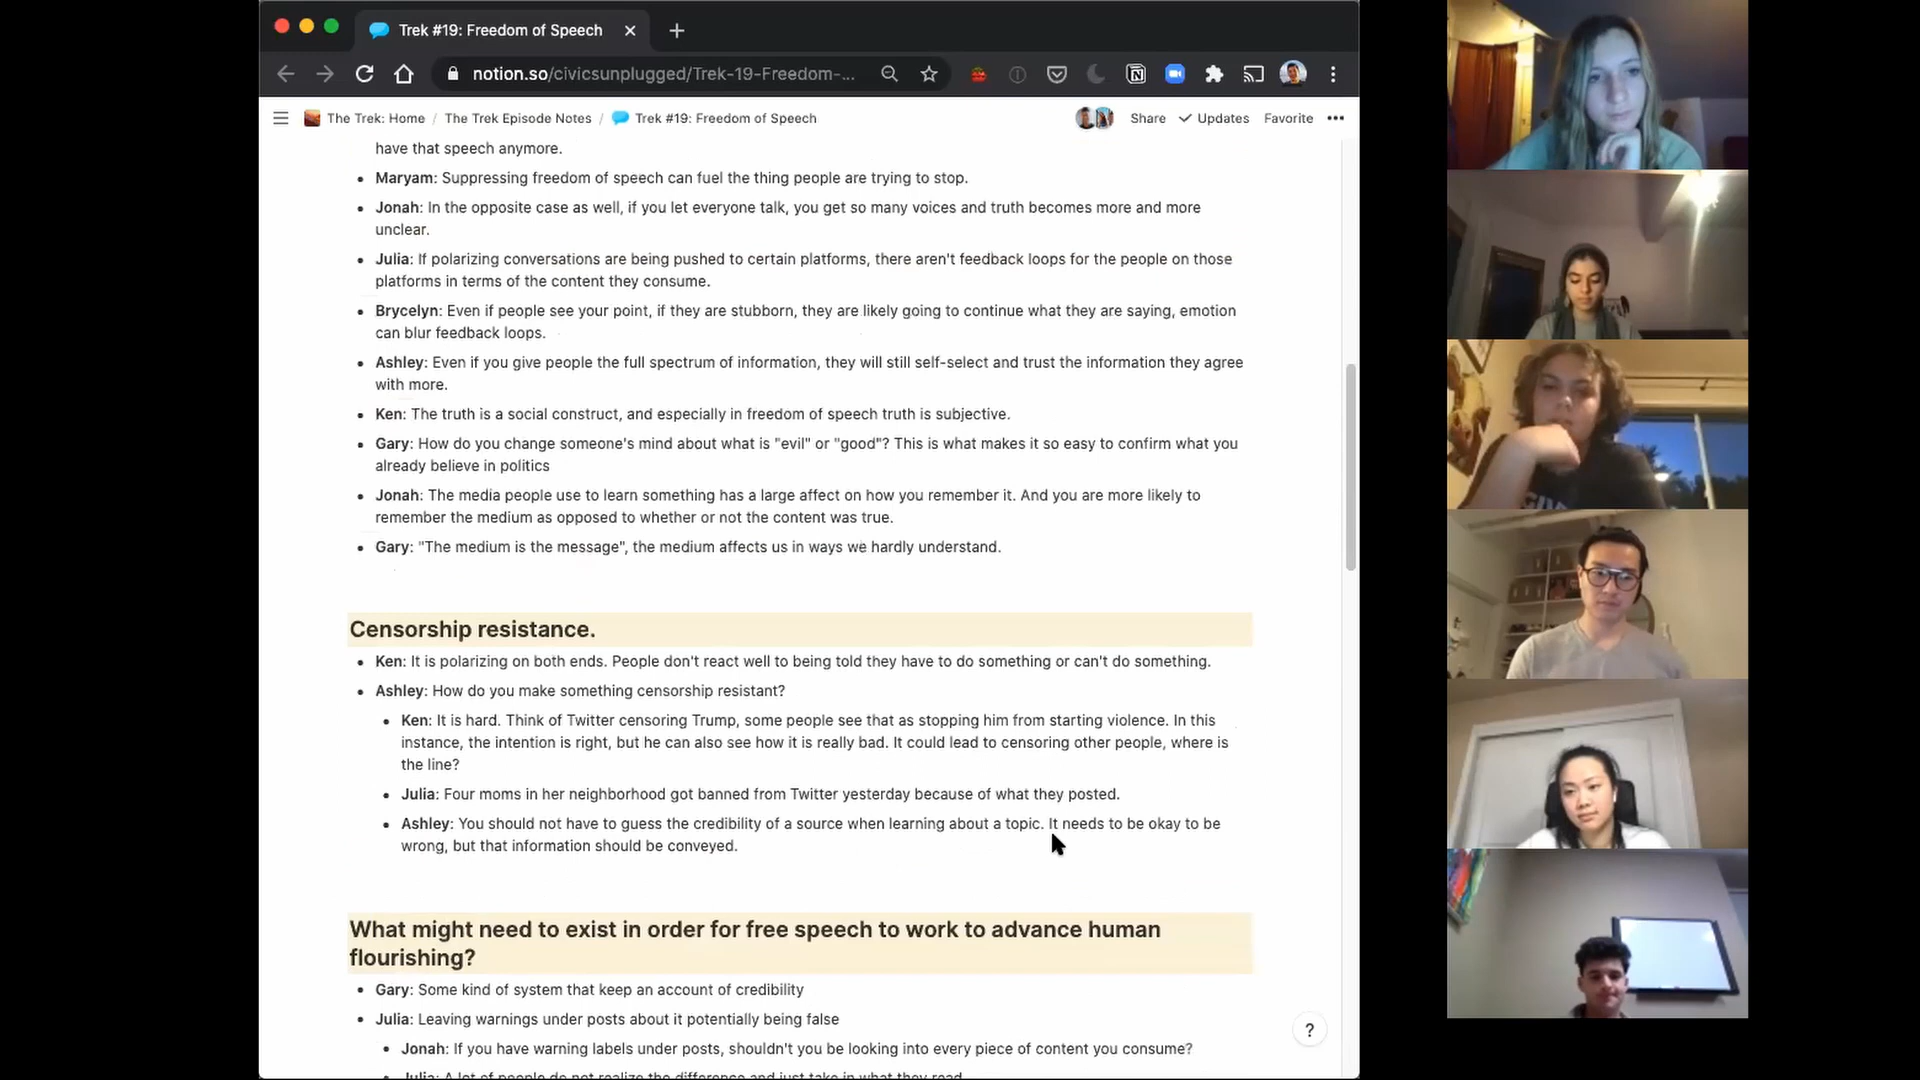 Trek #19: Freedom of Speech
notion.so/civicsunplugged/Trek-19-Freedom-...
The Trek: Home / The Trek Episode Notes / Trek #19: Freedom of Speech
Share Updates Favorite
have that speech anymore.
Maryam: Suppressing freedom of speech can fuel the thing people are trying to stop.
Jonah: In the opposite case as well, if you let everyone talk, you get so many voices and truth becomes more and more
unclear.
Julia: If polarizing conversations are being pushed to certain platforms, there aren't feedback loops for the people on those
platforms in terms of the content they consume.
Brycelyn: Even if people see your point, if they are stubborn, they are likely going to continue what they are saying, emotion
can blur feedback loops.
Ashley: Even if you give people the full spectrum of information, they will still self-select and trust the information they agree
with more.
Ken: The truth is a social construct, and especially in freedom of speech truth is subjective.
Gary: How do you change someone's mind about what is "evil" or "good"? This is what makes it so easy to confirm what you
already believe in politics
Jonah: The media people use to learn something has a large affect on how you remember it. And you are more likely to
remember the medium as opposed to whether or not the content was true.
Gary: "The medium is the message", the medium affects us in ways we hardly understand.
Censorship resistance.
Ken: It is polarizing on both ends. People don't react well to being told they have to do something or can't do something.
Ashley: How do you make something censorship resistant?
Ken: It is hard. Think of Twitter censoring Trump, some people see that as stopping him from starting violence. In this
instance, the intention is right, but he can also see how it is really bad. It could lead to censoring other people, where is
the line?
Julia: Four moms in her neighborhood got banned from Twitter yesterday because of what they posted.
Ashley: You should not have to guess the credibility of a source when learning about a topic. It needs to be okay to be
wrong, but that information should be conveyed.
What might need to exist in order for free speech to work to advance human
flourishing?
Gary: Some kind of system that keep an account of credibility
Julia: Leaving warnings under posts about it potentially being false
Jonah: If you have warning labels under posts, shouldn't you be looking into every piece of content you consume?
Julia: A lot of people do not realize the difference and just take in what they read
?